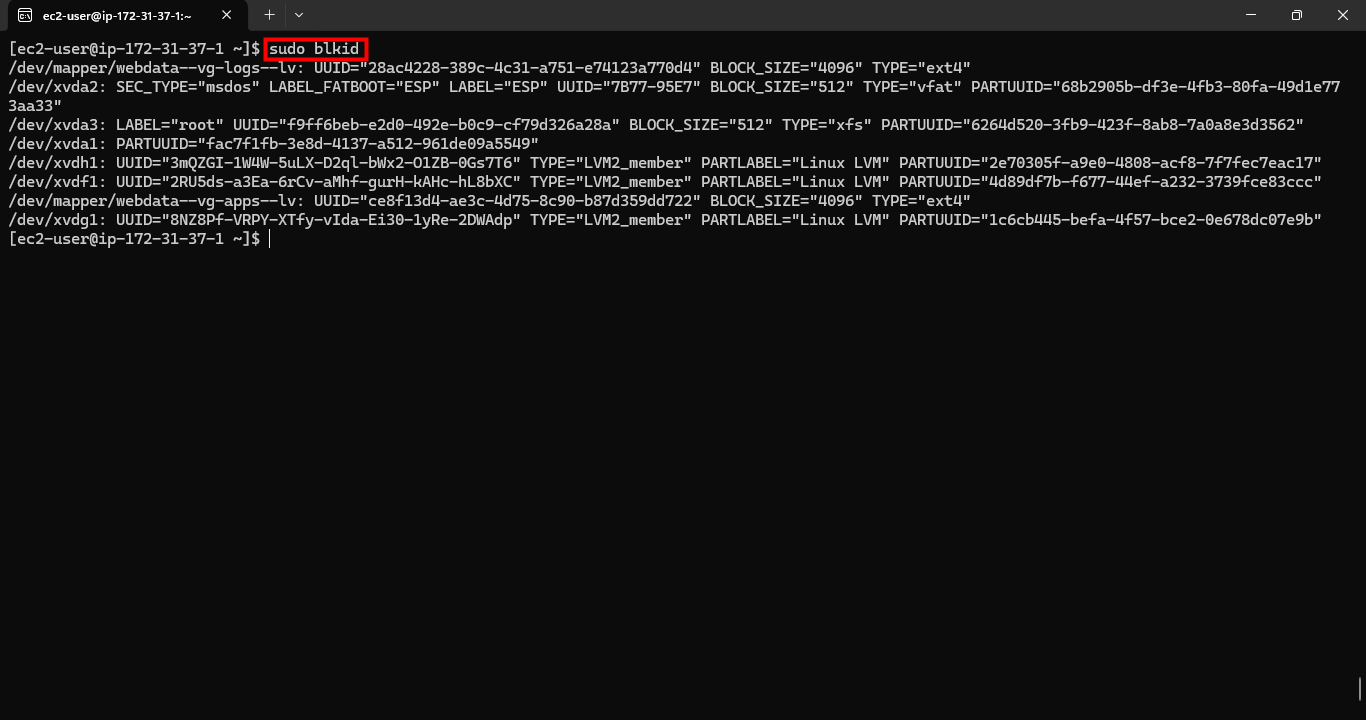 ec2-user@ip-172-31-37-1:~
[ec2-user@ip-172-31-37-1 ~]$ sudo blkid
/dev/mapper/webdata--vg-logs--lv: UUID="28ac4228-389c-4c31-a751-e74123a770d4" BLOCK_SIZE="4096" TYPE="ext4"
/dev/xvda2: SEC_TYPE="msdos" LABEL_FATBOOT="ESP" LABEL="ESP" UUID="7B77-95E7" BLOCK_SIZE="512" TYPE="vfat" PARTUUID="68b2905b-df3e-4fb3-80fa-49d1e77
3aa33"
/dev/xvda3: LABEL="root" UUID="f9ff6beb-e2d0-492e-b0c9-cf79d326a28a" BLOCK_SIZE="512" TYPE="xfs" PARTUUID="6264d520-3fb9-423f-8ab8-7a0a8e3d3562"
/dev/xvda1: PARTUUID="fac7f1fb-3e8d-4137-a512-961de09a5549"
/dev/xvdh1: UUID="3mQZGI-1W4W-5uLX-D2ql-bWx2-O1ZB-0Gs7T6" TYPE="LVM2_member" PARTLABEL="Linux LVM" PARTUUID="2e70305f-a9e0-4808-acf8-7f7fec7eac17"
/dev/xvdf1: UUID="2RU5ds-a3Ea-6rCv-aMhf-gurH-kAHc-hL8bXC" TYPE="LVM2_member" PARTLABEL="Linux LVM" PARTUUID="4d89df7b-f677-44ef-a232-3739fce83ccc"
/dev/mapper/webdata--vg-apps--lv: UUID="ce8f13d4-ae3c-4d75-8c90-b87d359dd722" BLOCK_SIZE="4096" TYPE="ext4"
/dev/xvdg1: UUID="8NZ8Pf-VRPY-XTfy-vIda-Ei30-1yRe-2DWAdp" TYPE="LVM2_member" PARTLABEL="Linux LVM" PARTUUID="1c6cb445-befa-4f57-bce2-0e678dc07e9b"
[ec2-user@ip-172-31-37-1 ~]$